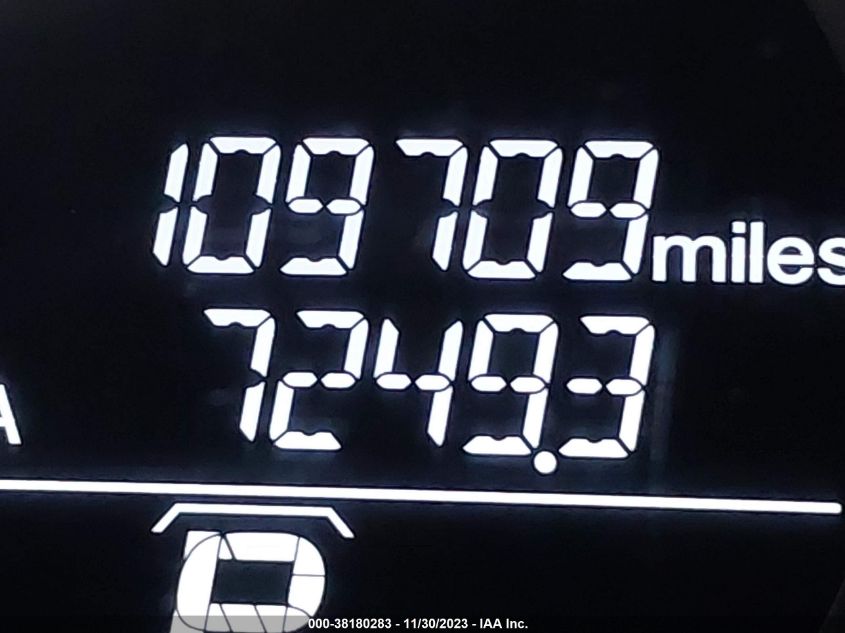 109709 miles
7249.3
A
000-38180283 - 11/30/2023 - IAA Inc.